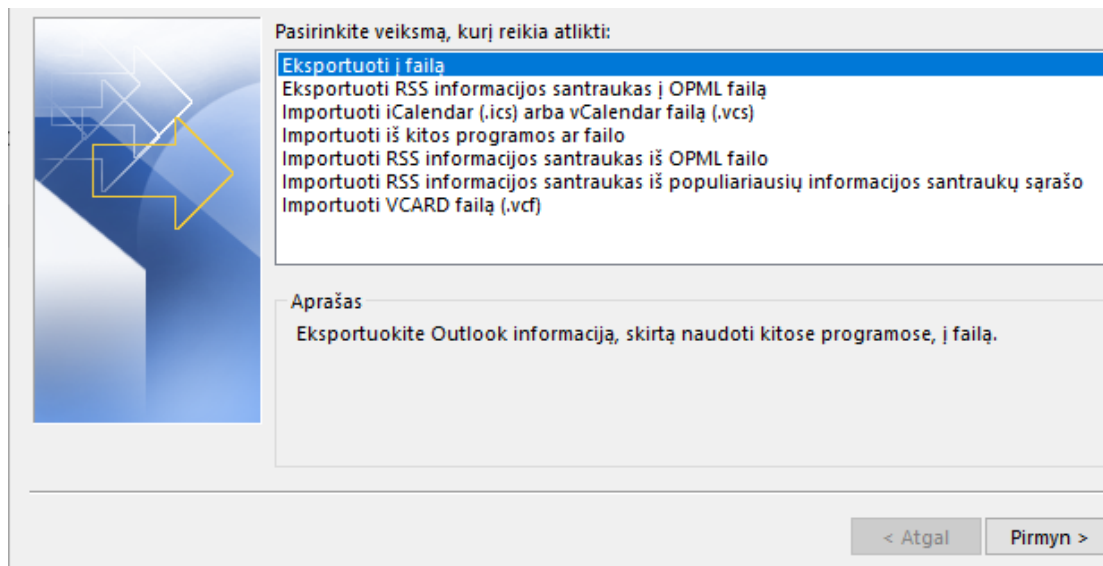 Pasirinkite veiksmą, kurį reikia atlikti:
Eksportuoti į failą
Eksportuoti RSS informacijos santraukas į OPML failą
Importuoti iCalendar (.ics) arba vCalendar failą (.vcs)
Importuoti iš kitos programos ar failo
Importuoti RSS informacijos santraukas iš OPML failo
Importuoti RSS informacijos santraukas iš populiariausių informacijos santraukų sąrašo
Importuoti VCARD failą (.vcf)
Aprašas
Eksportuokite Outlook informaciją, skirtą naudoti kitose programose, į failą.
< Atgal
Pirmyn >